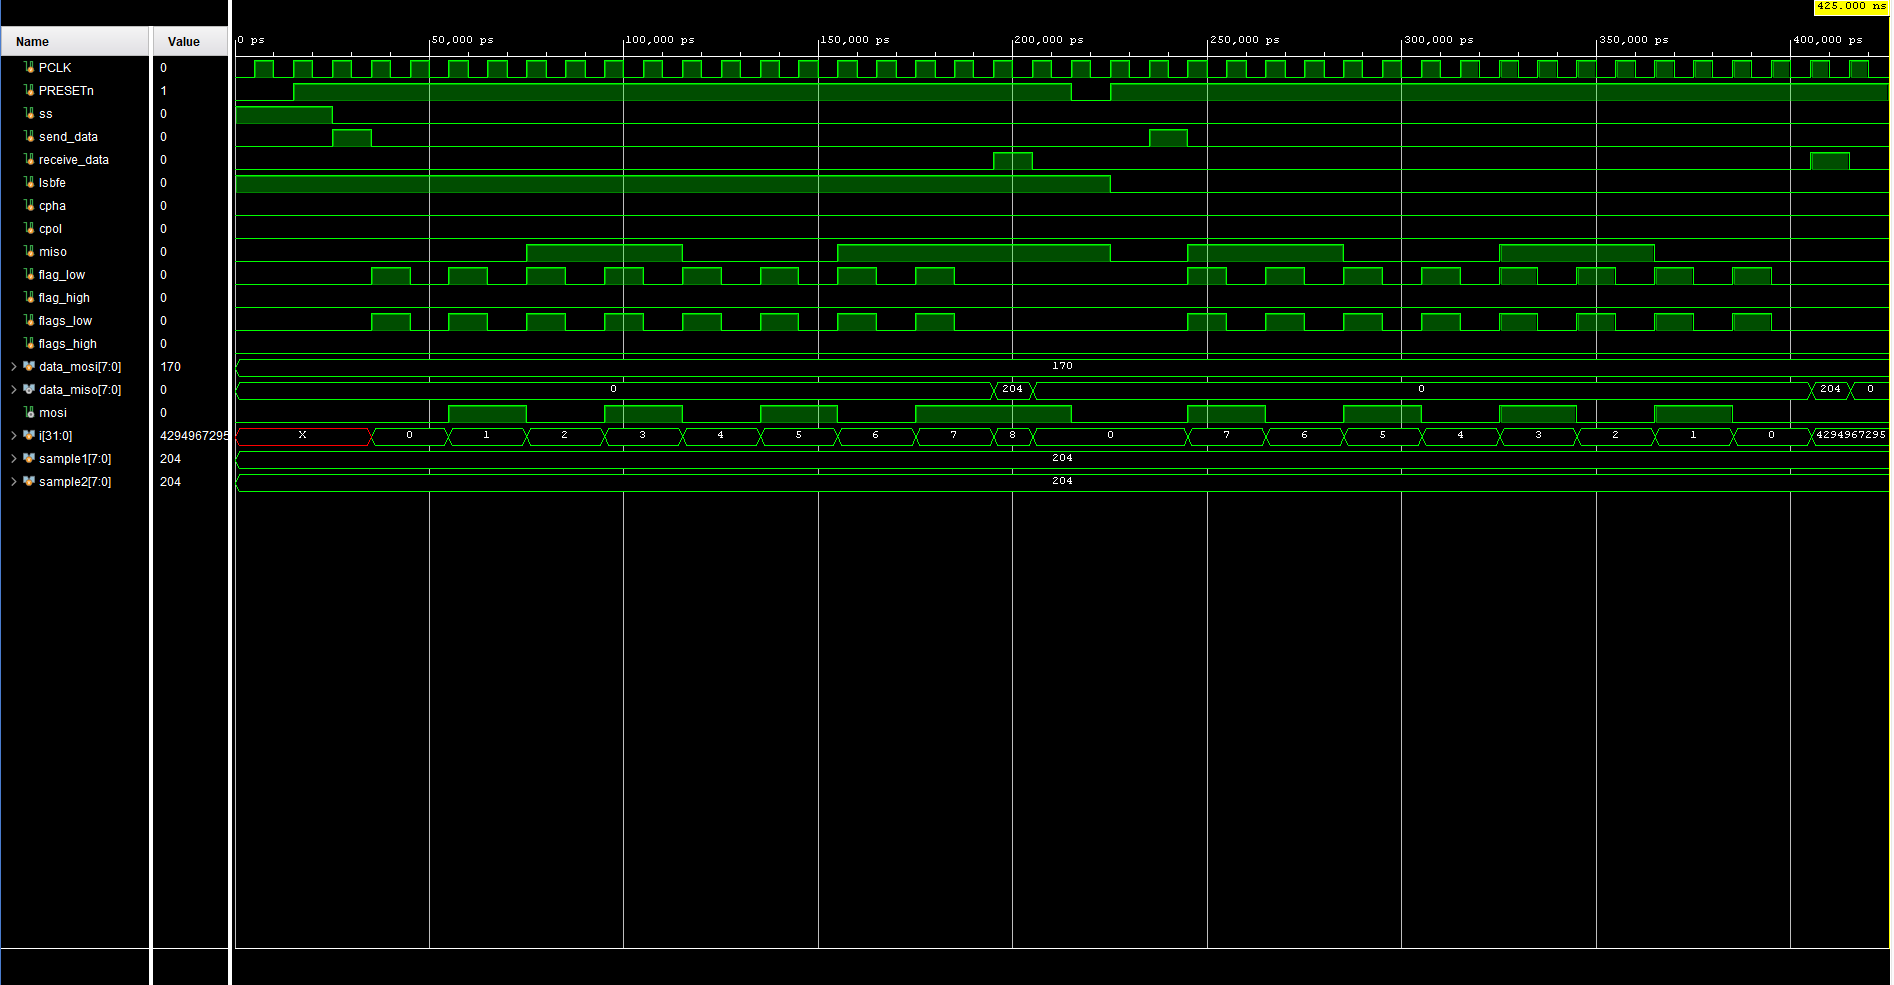 425.000 ns
Name Value
0 ps 50,000 ps 100,000 ps 150,000 ps 200,000 ps 250,000 ps 300,000 ps 350,000 ps 400,000 ps
PCLK 0
PRESETn 1
ss 0
send_data 0
receive_data 0
lsbfe 0
cpha 0
cpol 0
miso 0
flag_low 0
flag_high 0
flags_low 0
flags_high 0
data_mosi[7:0] 170 170
data_miso[7:0] 0 0 204 0 204 0
mosi 0
i[31:0] 4294967295 X 0 1 2 3 4 5 6 7 8 0 7 6 5 4 3 2 1 0 4294967295
sample1[7:0] 204 204
sample2[7:0] 204 204